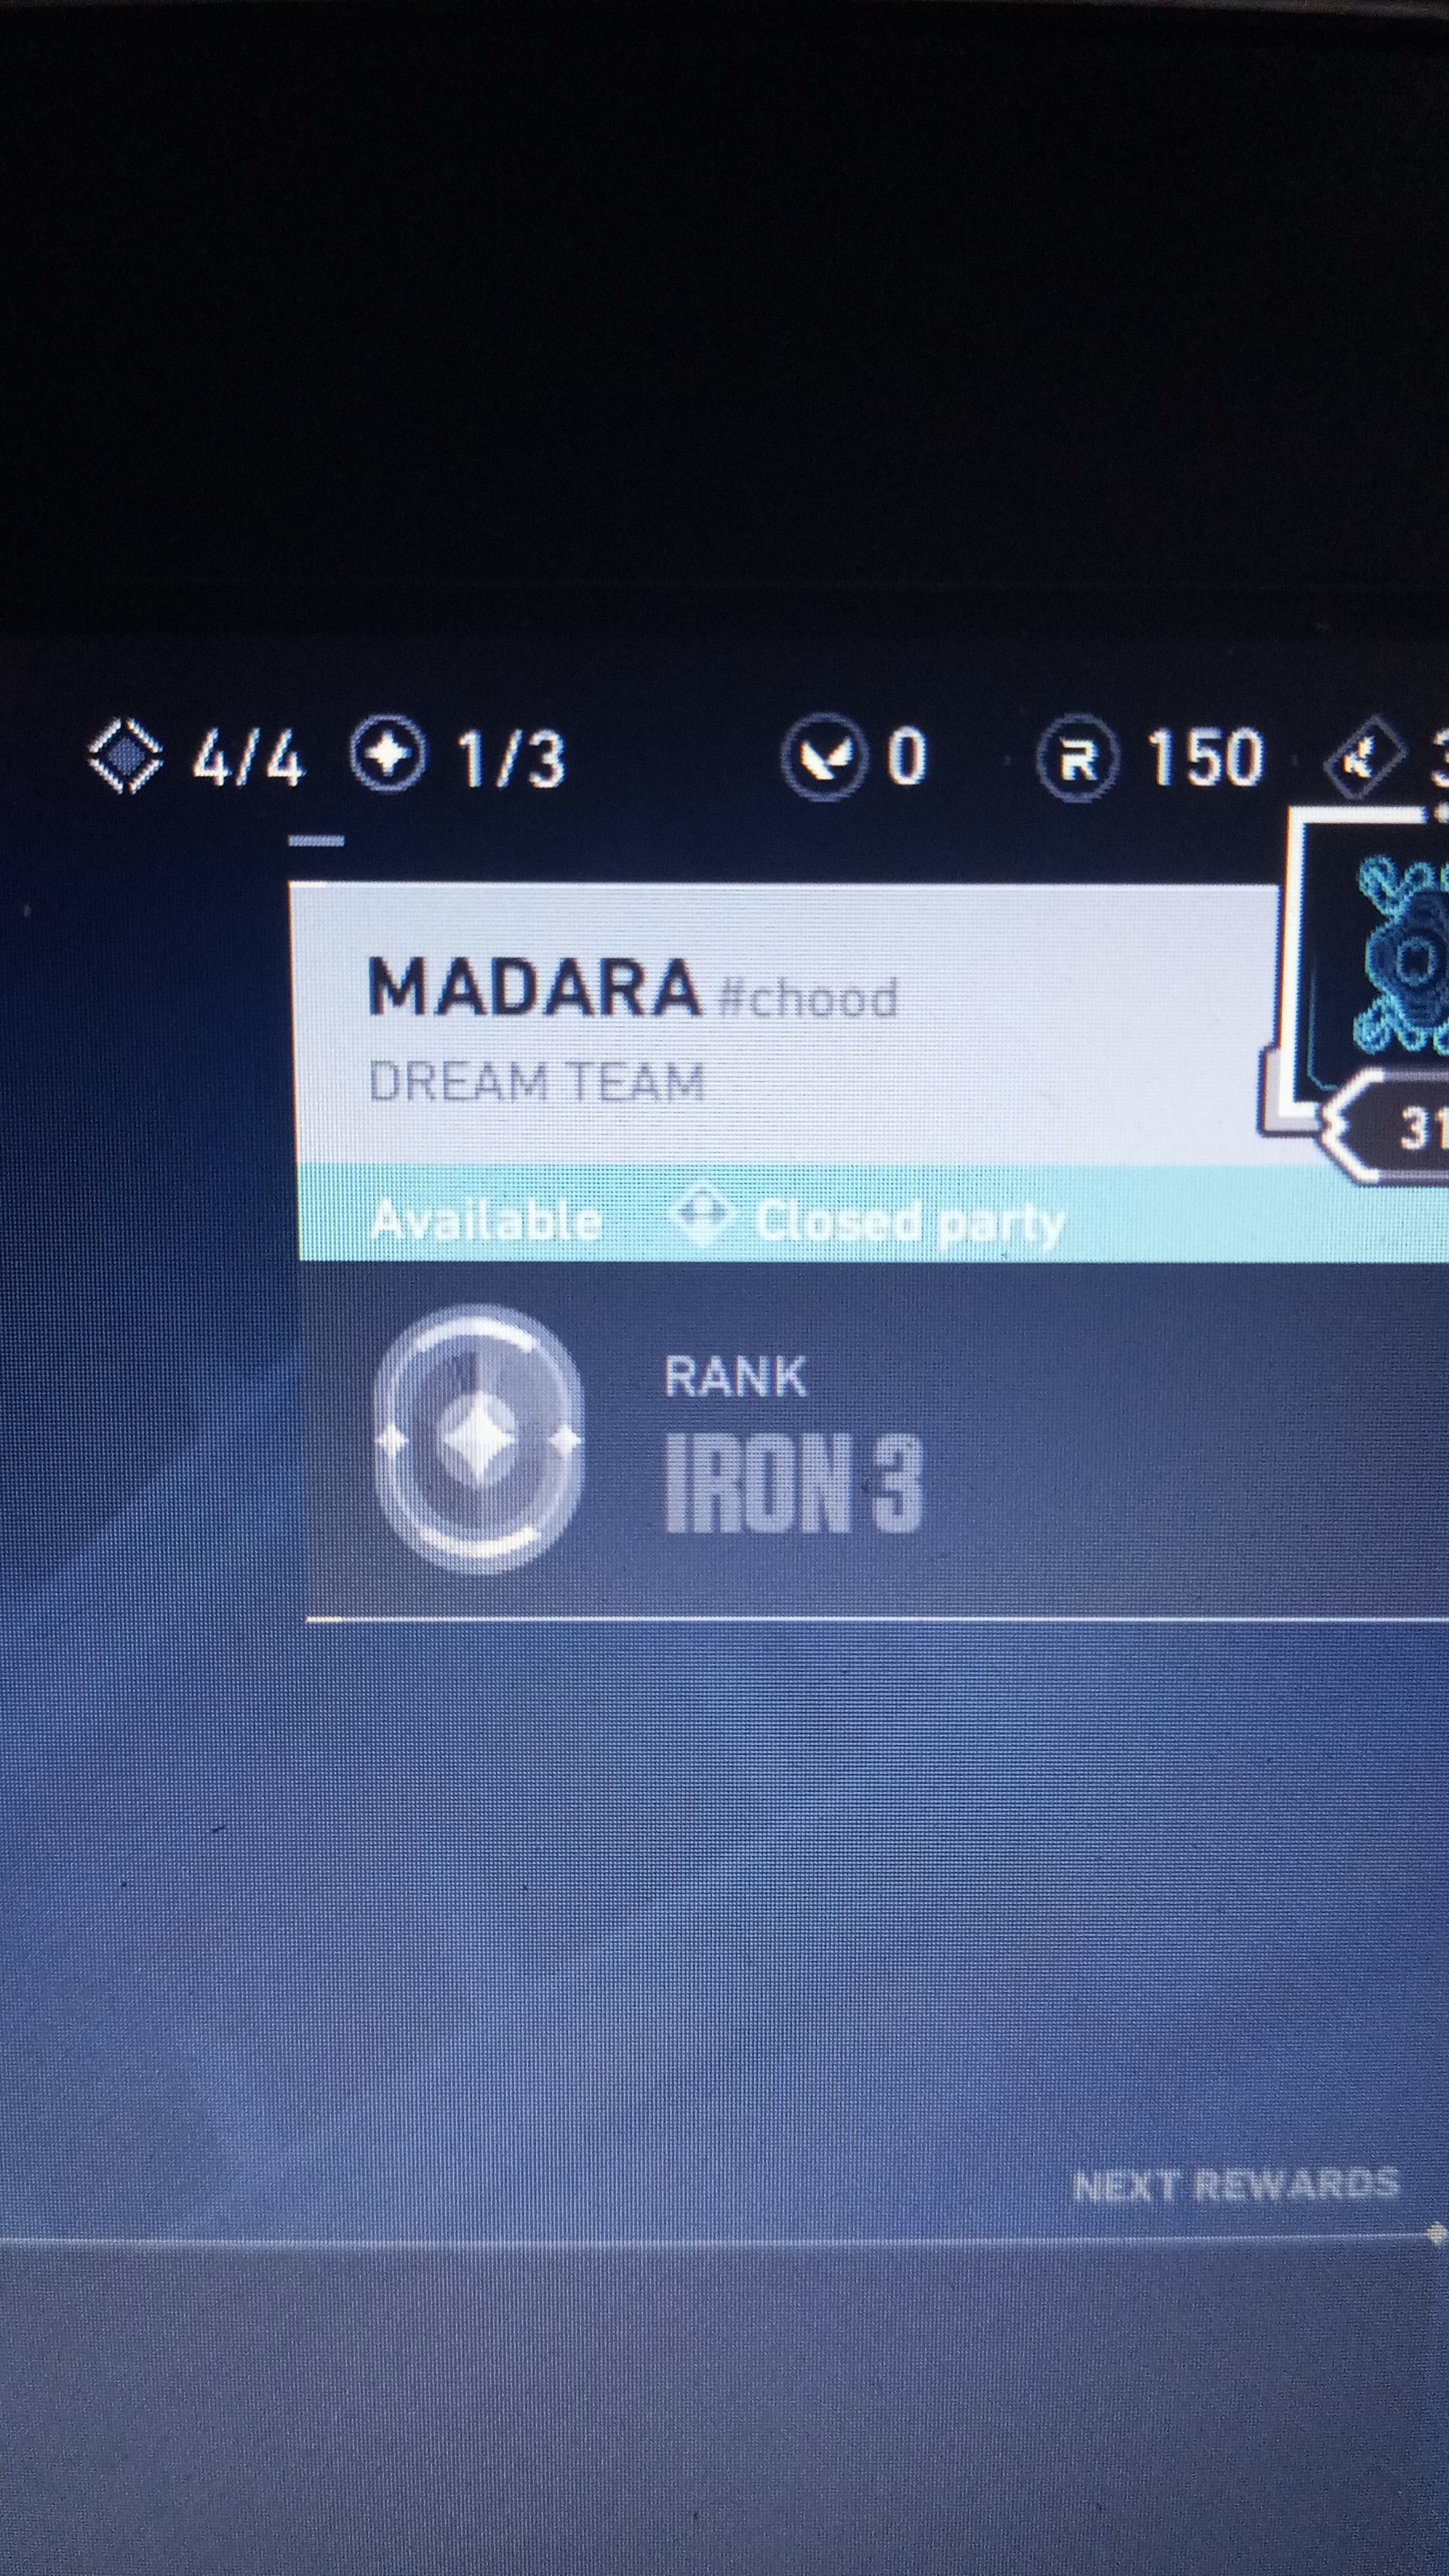 4/4 1/3 0 150
MADARA #chood
DREAM TEAM
Available Closed party
RANK
IRON 3
NEXT REWARDS